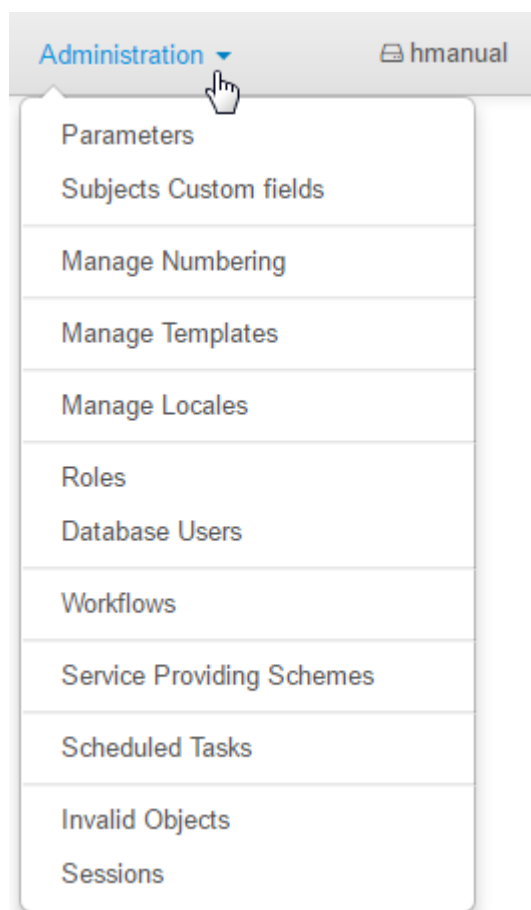 Administration hmanual
Parameters
Subjects Custom fields
Manage Numbering
Manage Templates
Manage Locales
Roles
Database Users
Workflows
Service Providing Schemes
Scheduled Tasks
Invalid Objects
Sessions